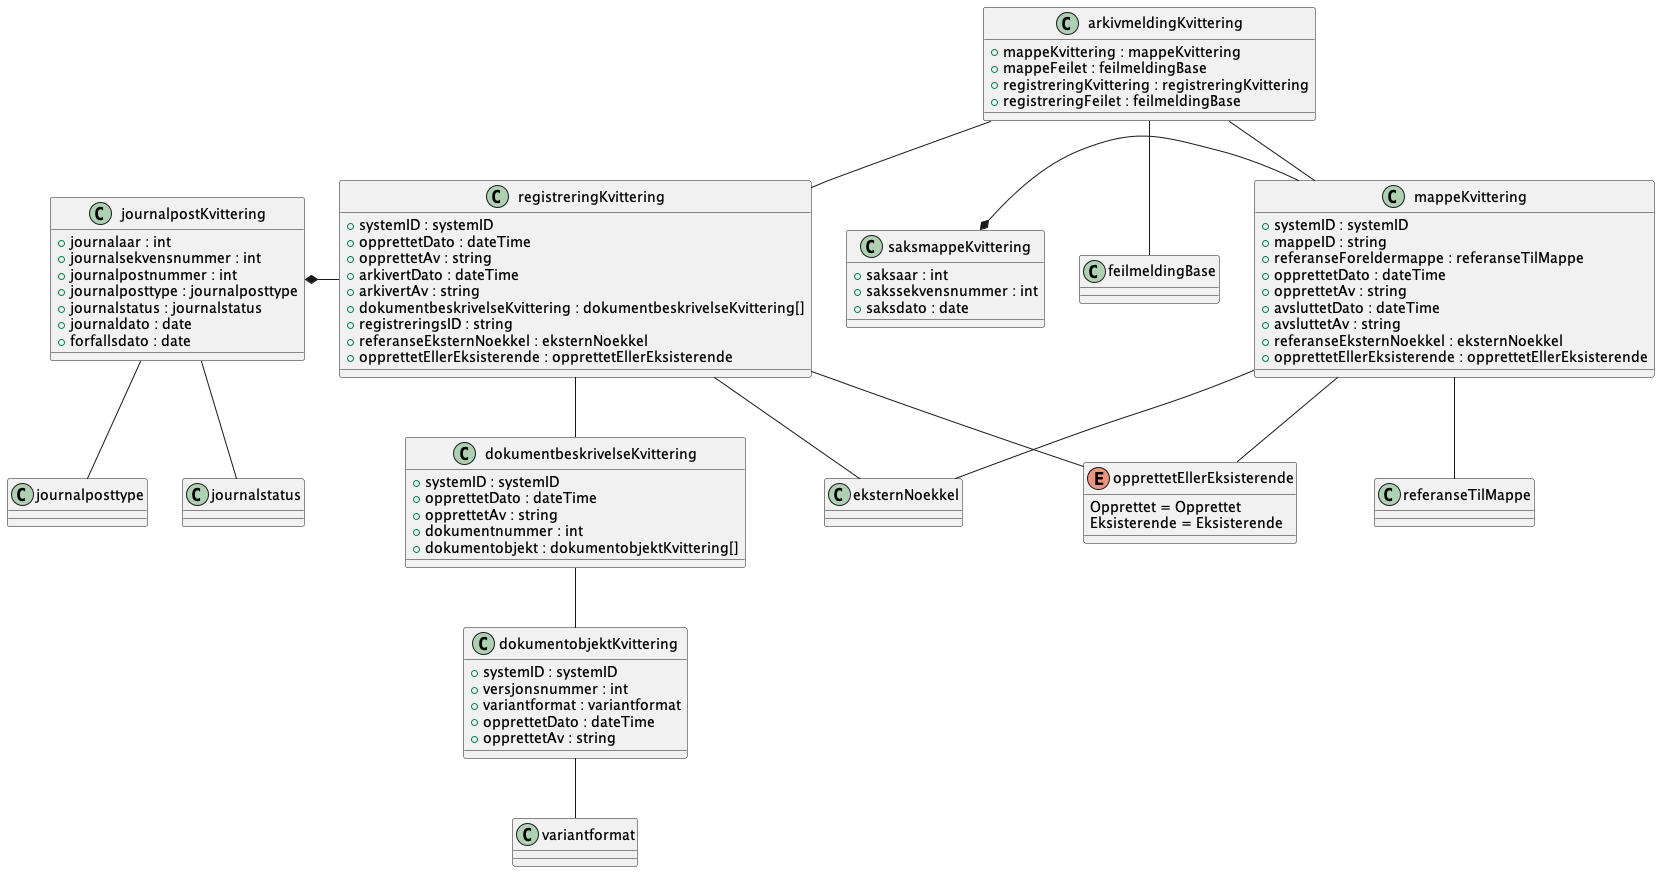 C arkivmeldingKvittering
mappeKvittering : mappeKvittering
mappeFeilet : feilmeldingBase
registreringKvittering : registreringKvittering
registreringFeilet : feilmeldingBase
C journalpostKvittering
journalaar : int
journalsekvensnummer : int
journalpostnummer : int
journalposttype : journalposttype
journalstatus : journalstatus
journaldato : date
forfallsdato : date
C registreringKvittering
systemID : systemID
opprettetDato : dateTime
opprettetAv : string
arkivertDato : dateTime
arkivertAv : string
dokumentbeskrivelseKvittering : dokumentbeskrivelseKvittering[]
registreringsID : string
referanseEksternNoekkel : eksternNoekkel
opprettetEllerEksisterende : opprettetEllerEksisterende
C saksmappeKvittering
saksaar : int
sakssekvensnummer : int
saksdato : date
C feilmeldingBase
C mappeKvittering
systemID : systemID
mappeID : string
referanseForeldermappe : referanseTilMappe
opprettetDato : dateTime
opprettetAv : string
avsluttetDato : dateTime
avsluttetAv : string
referanseEksternNoekkel : eksternNoekkel
opprettetEllerEksisterende : opprettetEllerEksisterende
C journalposttype
C journalstatus
C dokumentbeskrivelseKvittering
systemID : systemID
opprettetDato : dateTime
opprettetAv : string
dokumentnummer : int
dokumentobjekt : dokumentobjektKvittering[]
C eksternNoekkel
E opprettetEllerEksisterende
Opprettet = Opprettet
Eksisterende = Eksisterende
C referanseTilMappe
C dokumentobjektKvittering
systemID : systemID
versjonsnummer : int
variantformat : variantformat
opprettetDato : dateTime
opprettetAv : string
C variantformat